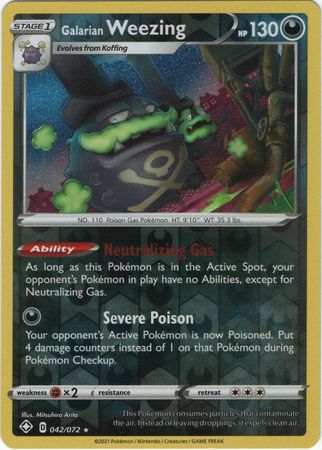 STAGE 1 Galarian Weezing HP 130
Evolves from Koffing
NO. 110 Poison Gas Pokémon HT. 9'10" WT. 35.3 lbs.
Ability Neutralizing Gas
As long as this Pokémon is in the Active Spot, your
opponent's Pokémon in play have no Abilities, except for
Neutralizing Gas.
Severe Poison
Your opponent's Active Pokémon is now Poisoned. Put
4 damage counters instead of 1 on that Pokémon during
Pokémon Checkup.
weakness ×2 resistance retreat
Illus. Mitsuhiro Arita
This Pokémon consumes particles that contaminate
the air. Instead of leaving droppings, it expels clean air.
D 042/072 ★
©2021 Pokémon / Nintendo / Creatures / GAME FREAK